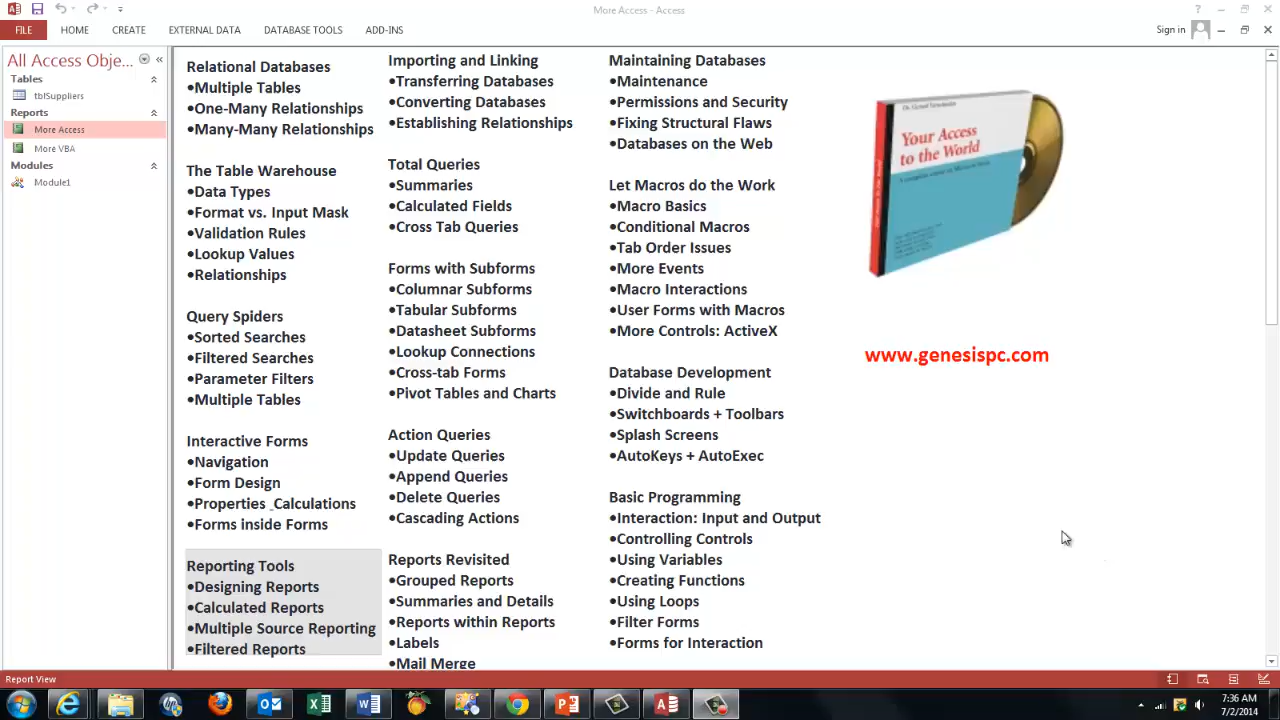 More Access - Access
FILE
HOME
CREATE
EXTERNAL DATA
DATABASE TOOLS
ADD-INS
Sign in
All Access Obje...
Tables
tblSuppliers
Reports
More Access
More VBA
Modules
Module1
Relational Databases
•Multiple Tables
•One-Many Relationships
•Many-Many Relationships
The Table Warehouse
•Data Types
•Format vs. Input Mask
•Validation Rules
•Lookup Values
•Relationships
Query Spiders
•Sorted Searches
•Filtered Searches
•Parameter Filters
•Multiple Tables
Interactive Forms
•Navigation
•Form Design
•Properties _Calculations
•Forms inside Forms
Reporting Tools
•Designing Reports
•Calculated Reports
•Multiple Source Reporting
•Filtered Reports
Importing and Linking
•Transferring Databases
•Converting Databases
•Establishing Relationships
Total Queries
•Summaries
•Calculated Fields
•Cross Tab Queries
Forms with Subforms
•Columnar Subforms
•Tabular Subforms
•Datasheet Subforms
•Lookup Connections
•Cross-tab Forms
•Pivot Tables and Charts
Action Queries
•Update Queries
•Append Queries
•Delete Queries
•Cascading Actions
Reports Revisited
•Grouped Reports
•Summaries and Details
•Reports within Reports
•Labels
•Mail Merge
Maintaining Databases
•Maintenance
•Permissions and Security
•Fixing Structural Flaws
•Databases on the Web
Let Macros do the Work
•Macro Basics
•Conditional Macros
•Tab Order Issues
•More Events
•Macro Interactions
•User Forms with Macros
•More Controls: ActiveX
Database Development
•Divide and Rule
•Switchboards + Toolbars
•Splash Screens
•AutoKeys + AutoExec
Basic Programming
•Interaction: Input and Output
•Controlling Controls
•Using Variables
•Creating Functions
•Using Loops
•Filter Forms
•Forms for Interaction
Your Access
to the World
www.genesispc.com
Report View
7:36 AM
7/2/2014